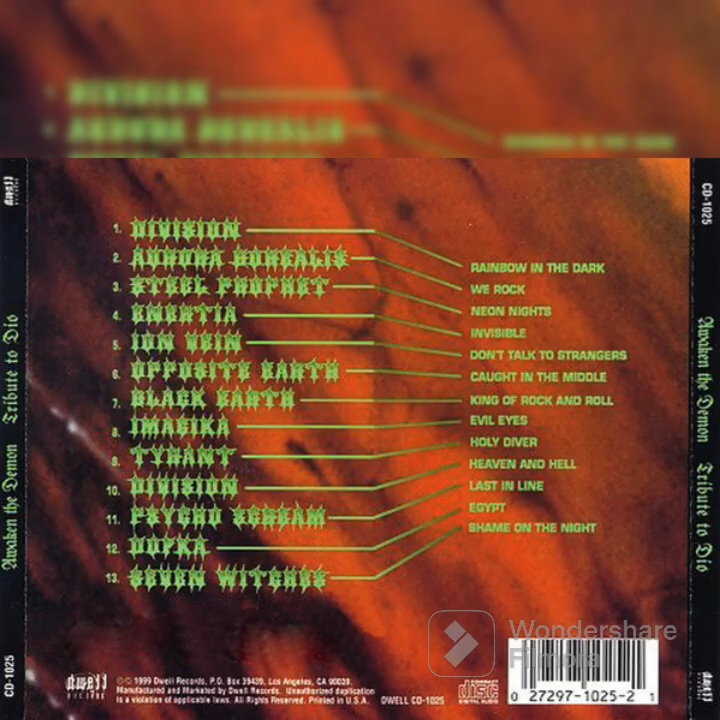 1. DIVISION
RAINBOW IN THE DARK
2. AURORA BOREALIS
WE ROCK
3. STEEL PROPHET
NEON NIGHTS
4. ENERTIA
INVISIBLE
5. ION VEIN
DON'T TALK TO STRANGERS
6. OPPOSITE EARTH
CAUGHT IN THE MIDDLE
7. BLACK EARTH
KING OF ROCK AND ROLL
8. IMAGIKA
EVIL EYES
9. TYRANT
HOLY DIVER
10. DIVISION
HEAVEN AND HELL
11. PSYCHO SCREAM
LAST IN LINE
12. DOFKA
EGYPT
13. SEVEN WITCHES
SHAME ON THE NIGHT
Awaken the Demon Tribute to Dio
CD-1025
dwell
CD-1025
Awaken the Demon Tribute to Dio
dwell
dwell
RECORDS
℗© 1999 Dwell Records, P.O. Box 39439, Los Angeles, CA 90039.
Manufactured and Marketed by Dwell Records. Unauthorized duplication
is a violation of applicable laws. All Rights Reserved. Printed in U.S.A.
DWELL CD-1025
COMPACT
disc
DIGITAL AUDIO
0 27297-1025-2 1
Wondershare
Filmora